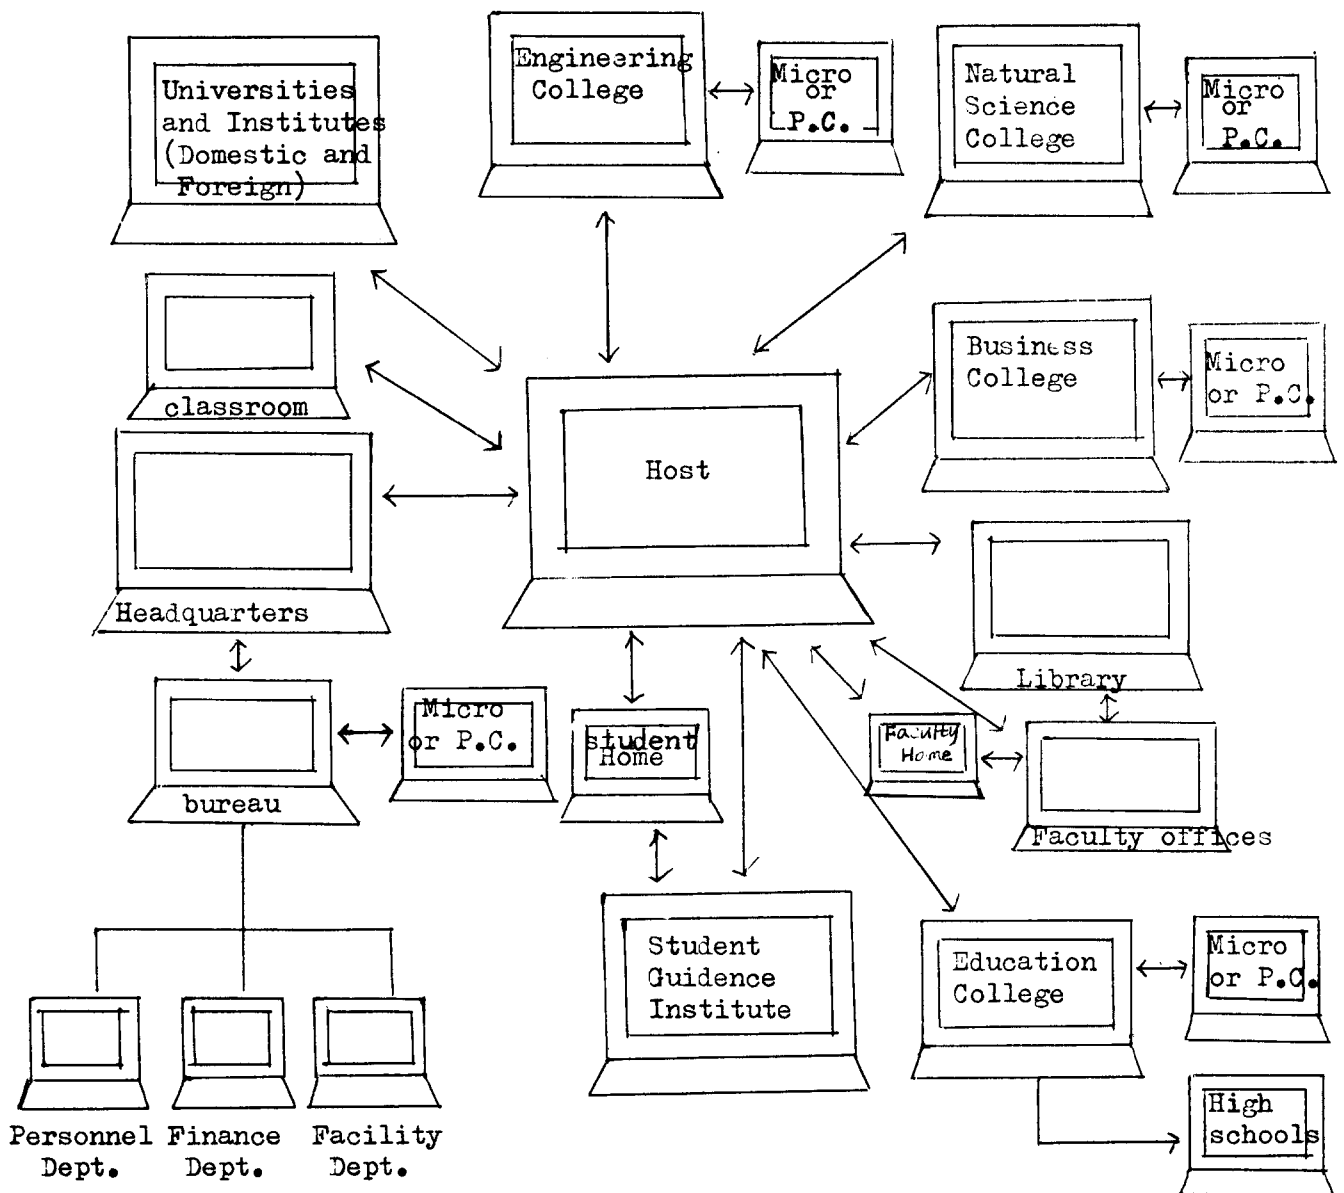 Universities
and Institutes
(Domestic and
Foreign)
Engineering
College
Micro
or
P.C.
Natural
Science
College
Micro
or
P.C.
classroom
Host
Business
College
Micro
or P.C.
Headquarters
Library
bureau
Micro
or P.C.
student
Home
Faculty
Home
Faculty offices
Student
Guidence
Institute
Education
College
Micro
or P.C.
High
schools
Personnel
Dept.
Finance
Dept.
Facility
Dept.